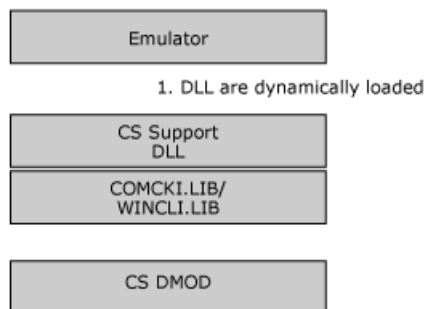 Emulator
1. DLL are dynamically loaded
CS Support
DLL
COMCKI.LIB/
WINCLI.LIB
CS DMOD